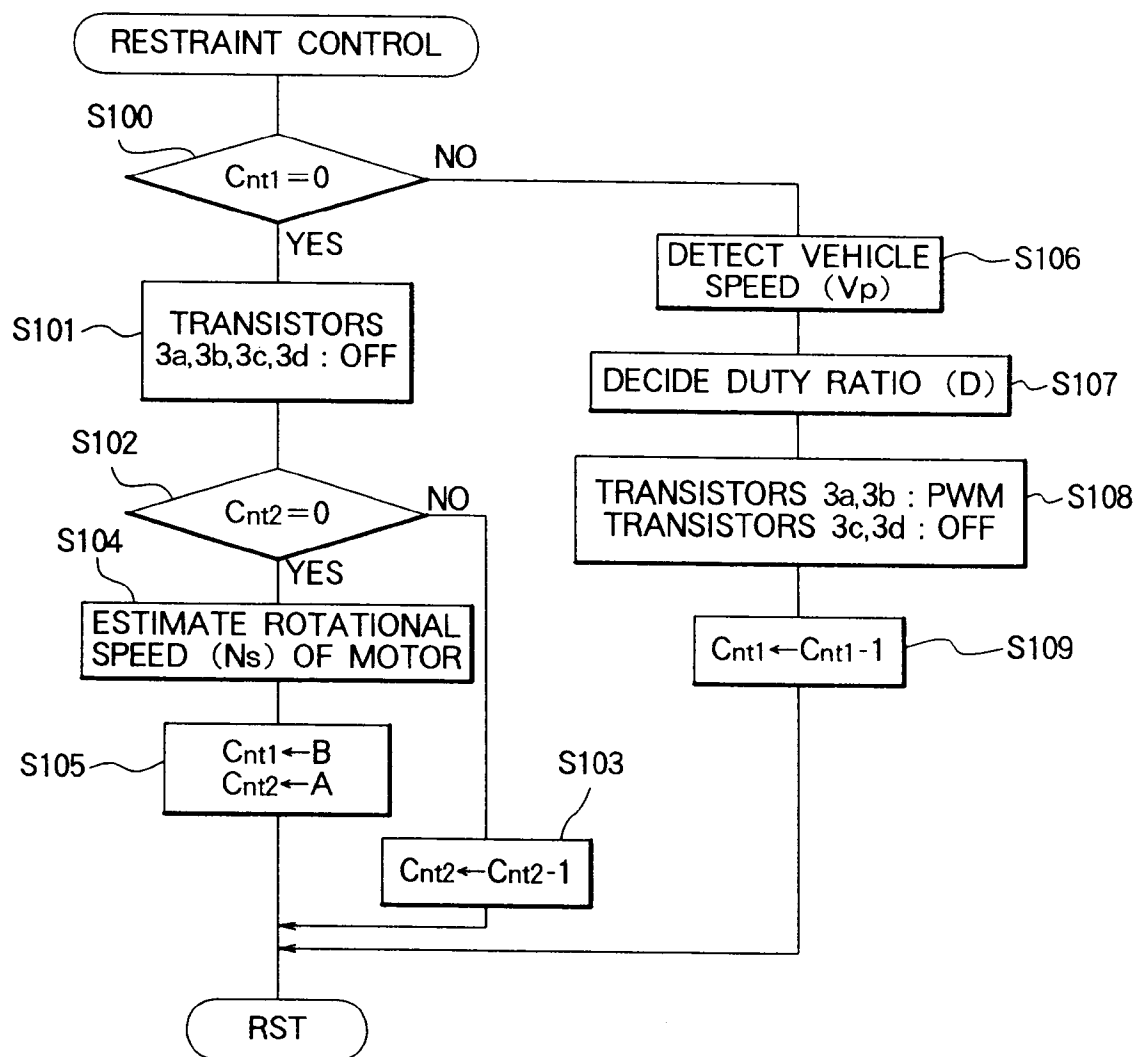 RESTRAINT CONTROL
S100
Cnt1=0
NO
YES
S101
TRANSISTORS
3a,3b,3c,3d : OFF
S102
Cnt2=0
NO
YES
S104
ESTIMATE ROTATIONAL
SPEED (Ns) OF MOTOR
S105
Cnt1←B
Cnt2←A
S103
Cnt2←Cnt2-1
DETECT VEHICLE
SPEED (Vp)
S106
DECIDE DUTY RATIO (D)
S107
TRANSISTORS 3a,3b : PWM
TRANSISTORS 3c,3d : OFF
S108
Cnt1←Cnt1-1
S109
RST